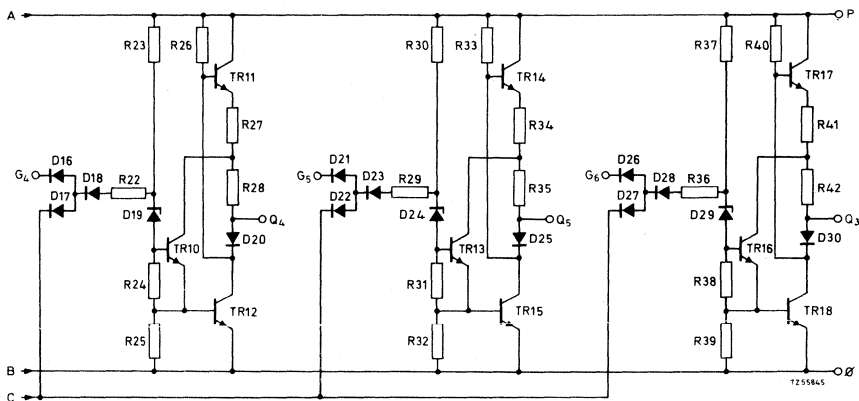 A P
R23 R26 R30 R33 R37 R40
TR11 TR14 TR17
R27 R34 R41
D16 D21 D26
G4 D18 R22 G5 D23 R29 G6 D28 R36
D17 R28 D22 R35 D27 R42
D19 Q4 D24 Q5 D29 Q3
TR10 D20 TR13 D25 TR16 D30
R24 R31 R38
TR12 TR15 TR18
R25 R32 R39
B Ø
7Z55845
C